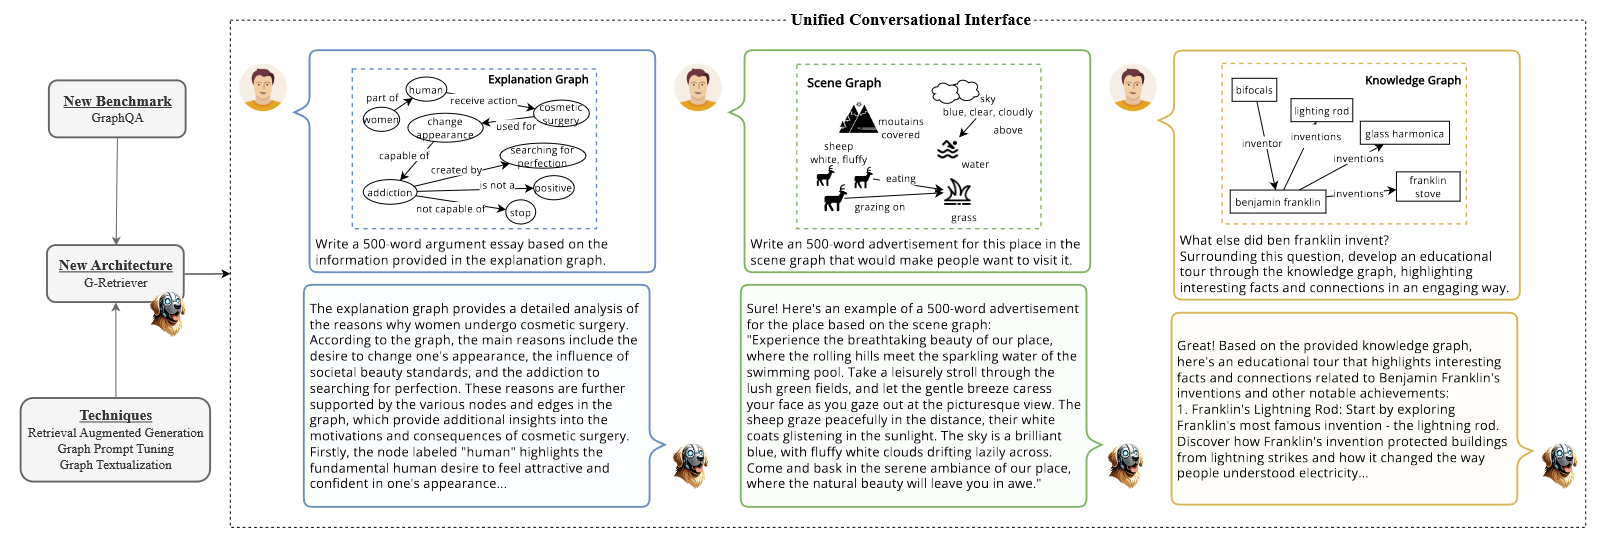 Unified Conversational Interface
New Benchmark
GraphQA
New Architecture
G-Retriever
Techniques
Retrieval Augmented Generation
Graph Prompt Tuning
Graph Textualization
Explanation Graph
human
part of
receive action
women
cosmetic
surgery
change
appearance
used for
capable of
searching for
perfection
created by
is not a
positive
addiction
not capable of
stop
Write a 500-word argument essay based on the
information provided in the explanation graph.
The explanation graph provides a detailed analysis of
the reasons why women undergo cosmetic surgery.
According to the graph, the main reasons include the
desire to change one's appearance, the influence of
societal beauty standards, and the addiction to
searching for perfection. These reasons are further
supported by the various nodes and edges in the
graph, which provide additional insights into the
motivations and consequences of cosmetic surgery.
Firstly, the node labeled "human" highlights the
fundamental human desire to feel attractive and
confident in one's appearance...
Scene Graph
sky
blue, clear, cloudly
moutains
covered
above
sheep
white, fluffy
water
eating
grazing on
grass
Write an 500-word advertisement for this place in the
scene graph that would make people want to visit it.
Sure! Here's an example of a 500-word advertisement
for the place based on the scene graph:
"Experience the breathtaking beauty of our place,
where the rolling hills meet the sparkling water of the
swimming pool. Take a leisurely stroll through the
lush green fields, and let the gentle breeze caress
your face as you gaze out at the picturesque view. The
sheep graze peacefully in the distance, their white
coats glistening in the sunlight. The sky is a brilliant
blue, with fluffy white clouds drifting lazily across.
Come and bask in the serene ambiance of our place,
where the natural beauty will leave you in awe."
Knowledge Graph
bifocals
lighting rod
glass harmonica
inventions
inventor
inventions
franklin
stove
inventions
benjamin franklin
What else did ben franklin invent?
Surrounding this question, develop an educational
tour through the knowledge graph, highlighting
interesting facts and connections in an engaging way.
Great! Based on the provided knowledge graph,
here's an educational tour that highlights interesting
facts and connections related to Benjamin Franklin's
inventions and other notable achievements:
1. Franklin's Lightning Rod: Start by exploring
Franklin's most famous invention - the lightning rod.
Discover how Franklin's invention protected buildings
from lightning strikes and how it changed the way
people understood electricity...